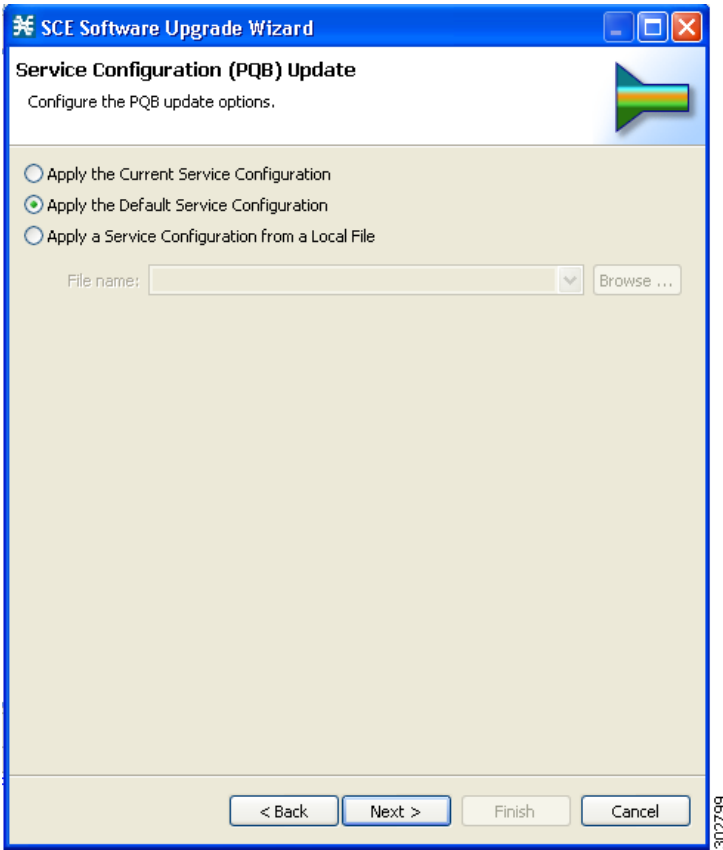 SCE Software Upgrade Wizard
Service Configuration (PQB) Update
Configure the PQB update options.
Apply the Current Service Configuration
Apply the Default Service Configuration
Apply a Service Configuration from a Local File
File name:
Browse ...
< Back
Next >
Finish
Cancel
302799